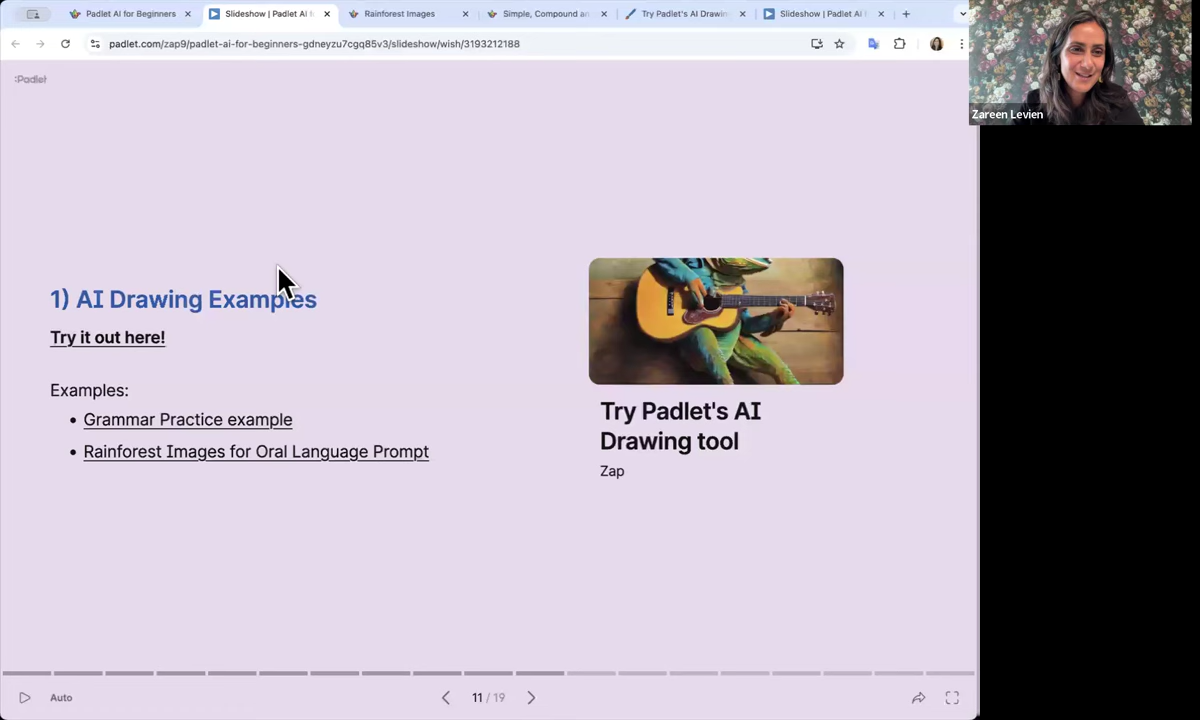 Padlet AI for Beginners
Slideshow | Padlet AI f
Rainforest Images
Simple, Compound an
Try Padlet's AI Drawin
Slideshow | Padlet AI
padlet.com/zap9/padlet-ai-for-beginners-gdneyzu7cgq85v3/slideshow/wish/3193212188
Zareen Levien
:Padlet
1) AI Drawing Examples
Try it out here!
Examples:
• Grammar Practice example
• Rainforest Images for Oral Language Prompt
Try Padlet's AI
Drawing tool
Zap
Auto
11 / 19